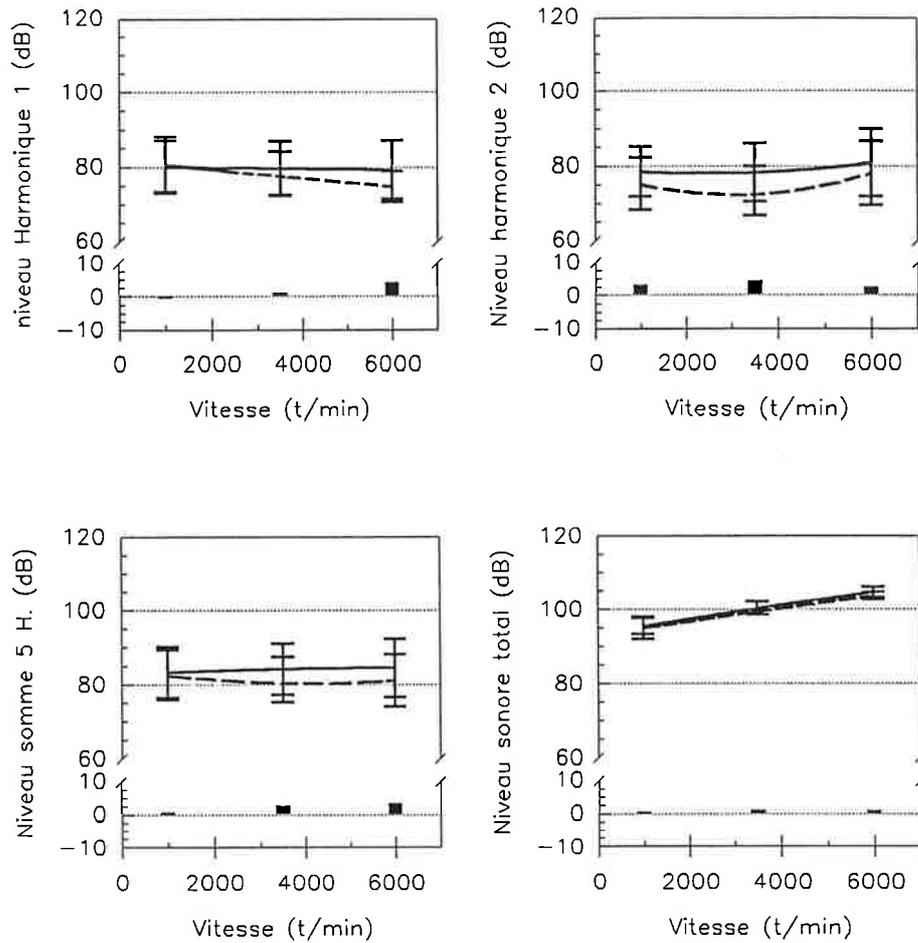 niveau Harmonique 1 (dB)
120
100
80
60
10
0
−10
0 2000 4000 6000
Vitesse (t/min)
Niveau harmonique 2 (dB)
120
100
80
60
10
0
−10
0 2000 4000 6000
Vitesse (t/min)
Niveau somme 5 H. (dB)
120
100
80
60
10
0
−10
0 2000 4000 6000
Vitesse (t/min)
Niveau sonore total (dB)
120
100
80
60
10
0
−10
0 2000 4000 6000
Vitesse (t/min)